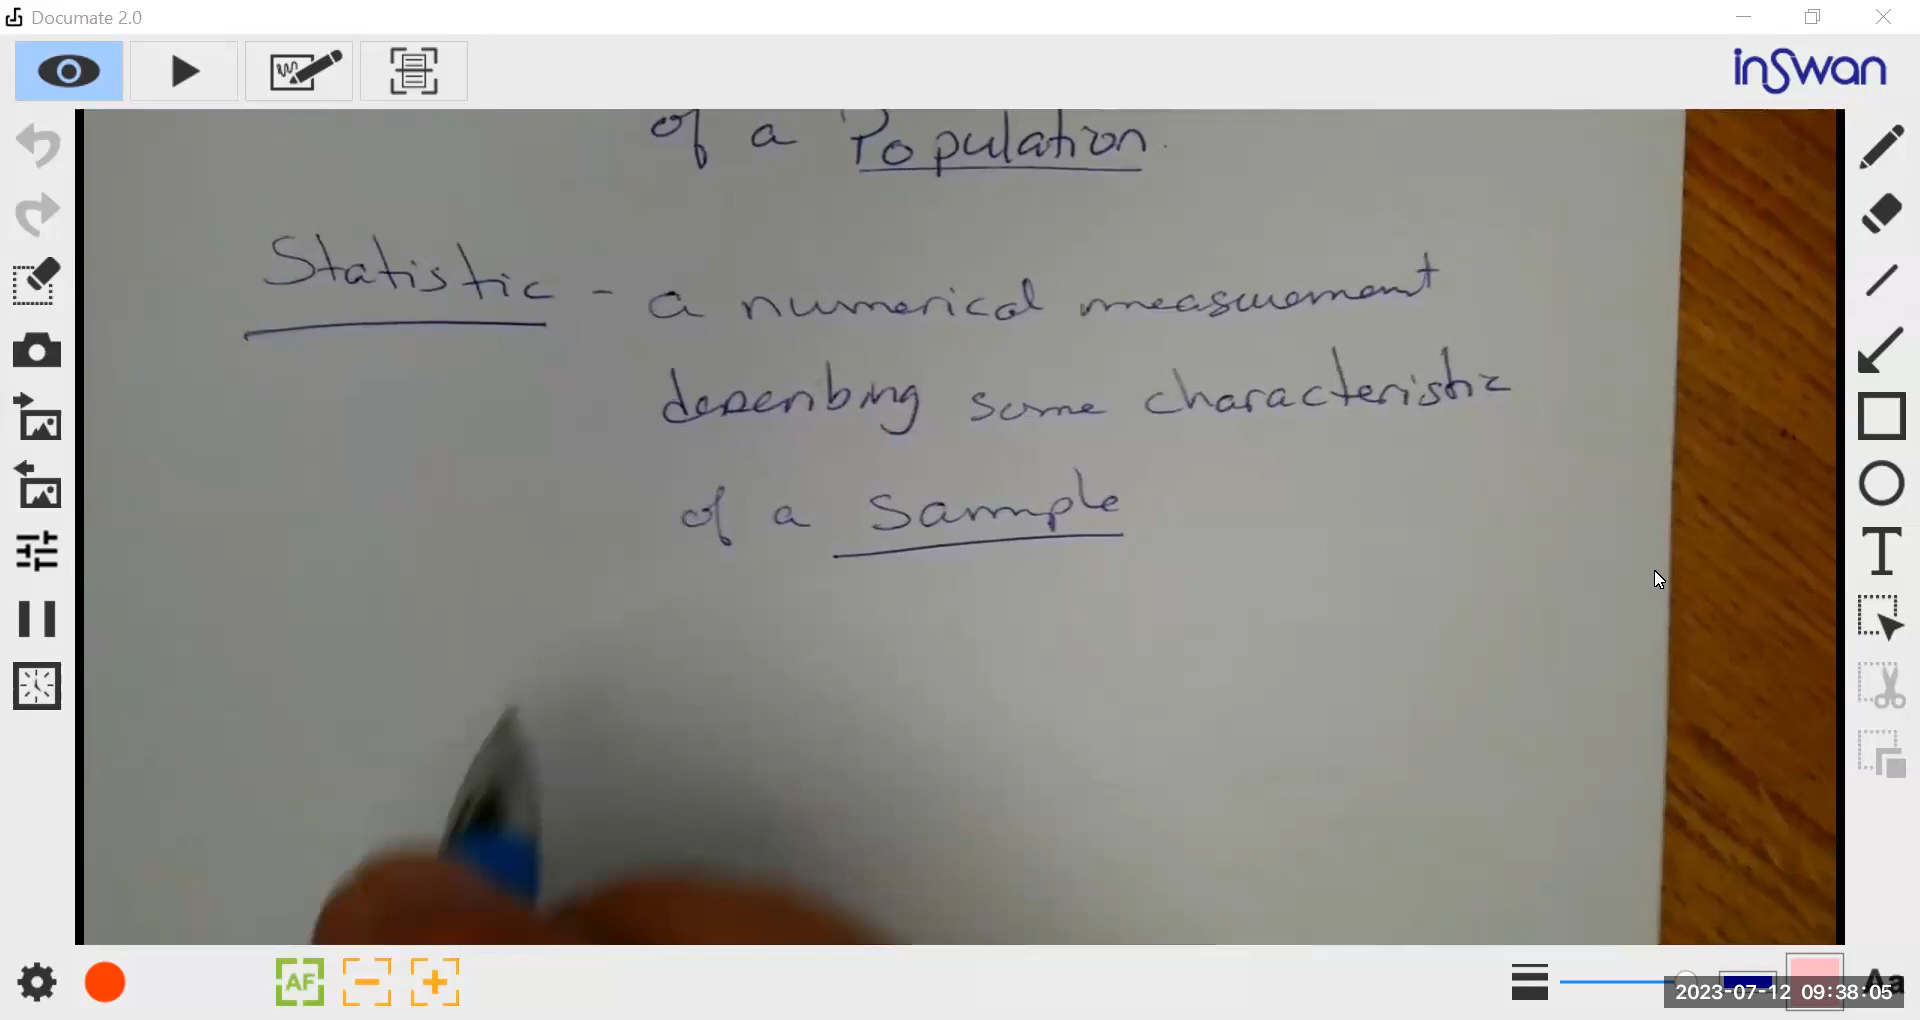 Documate 2.0
inSwan
of a Population.
Statistic - a numerical measurement
describing some characteristic
of a sample
AF
Aa
2023-07-12 09:38:05